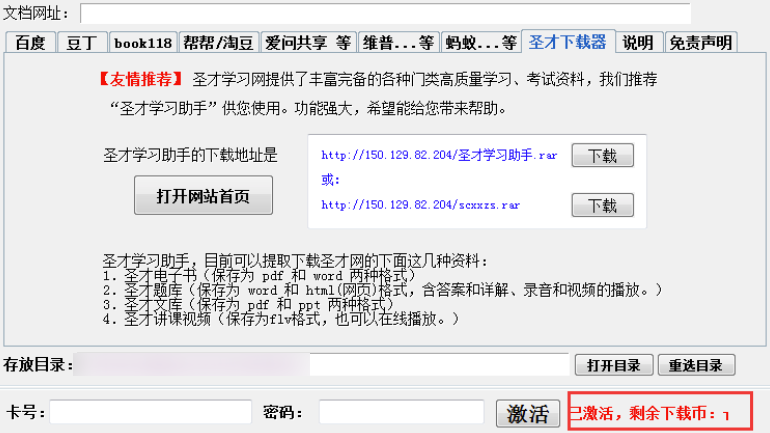 文档网址：
百度 豆丁 book118 帮帮/淘豆 爱问共享 等 维普...等 蚂蚁...等 圣才下载器 说明 免责声明
【友情推荐】 圣才学习网提供了丰富完备的各种门类高质量学习、考试资料，我们推荐
“圣才学习助手”供您使用。功能强大，希望能给您带来帮助。
圣才学习助手的下载地址是
打开网站首页
http://150.129.82.204/圣才学习助手.rar 下载
或：
http://150.129.82.204/scxxzs.rar 下载
圣才学习助手，目前可以提取下载圣才网的下面这几种资料：
1．圣才电子书（保存为 pdf 和 word 两种格式）
2．圣才题库（保存为 word 和 html(网页)格式，含答案和详解、录音和视频的播放。）
3．圣才文库（保存为 pdf 和 ppt 两种格式）
4．圣才讲课视频（保存为flv格式，也可以在线播放。）
存放目录： 打开目录 重选目录
卡号： 密码： 激活 已激活，剩余下载币：